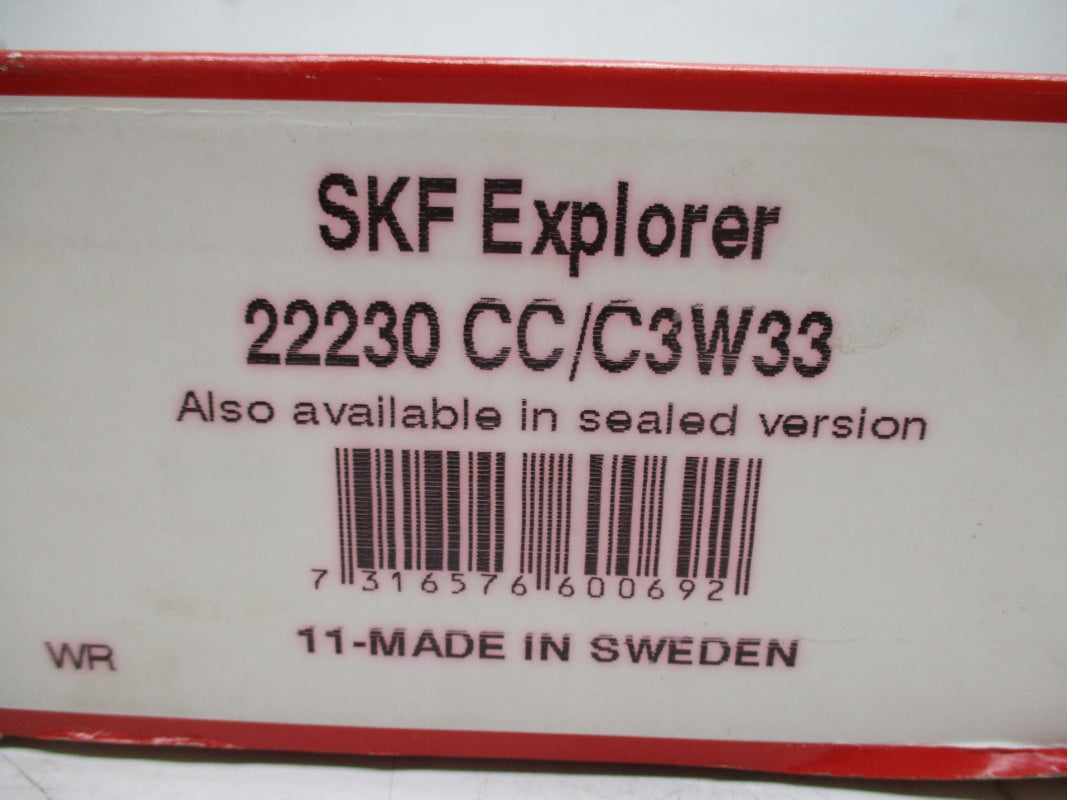 SKF Explorer
22230 CC/C3W33
Also available in sealed version
7 316576 600692
11-MADE IN SWEDEN
WR